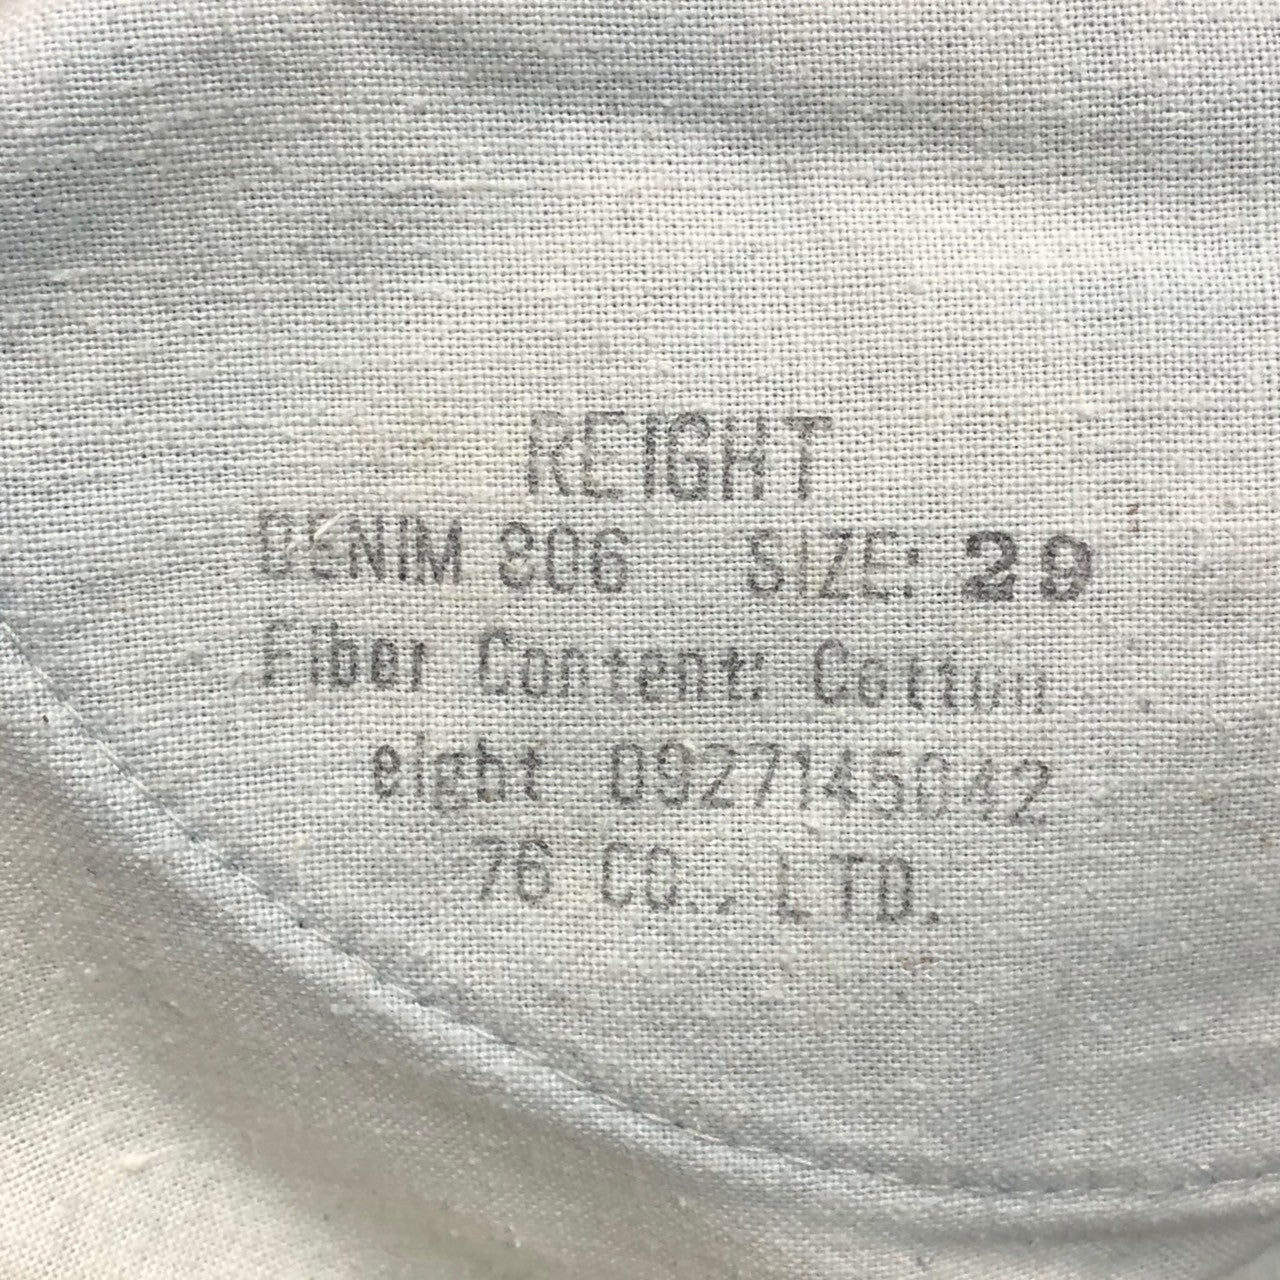 REIGHT
DENIM 806 SIZE: 29
Fiber Content: Cotton
eight 0927145042
76 CO., LTD.